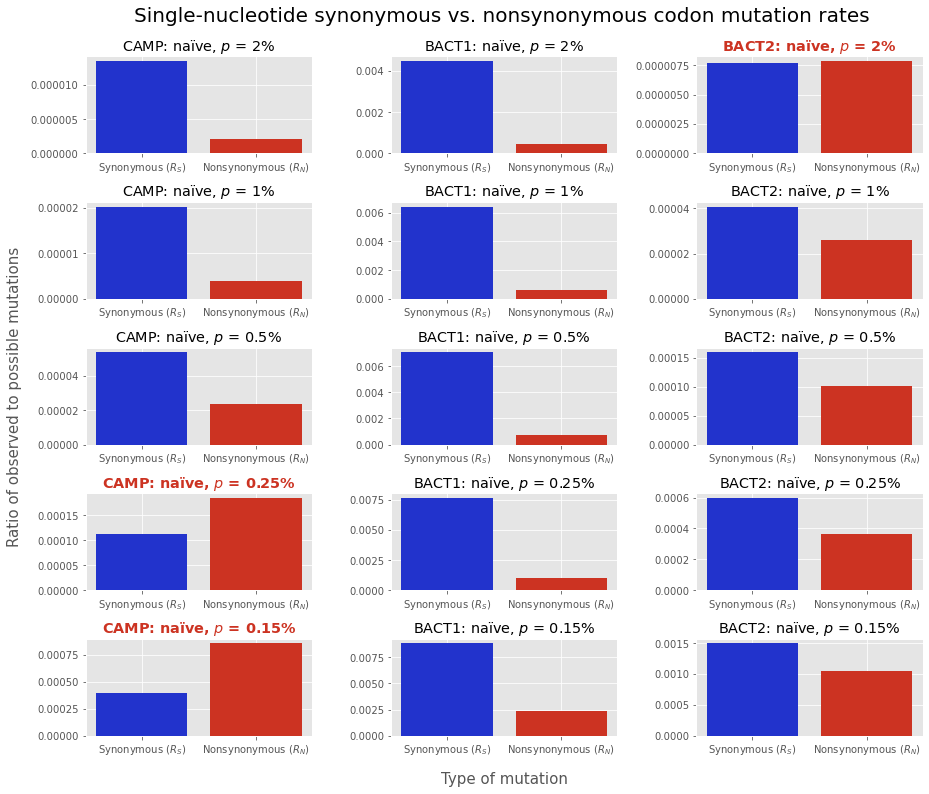 Single-nucleotide synonymous vs. nonsynonymous codon mutation rates
CAMP: naïve, p = 2%
0.000010
0.000005
0.000000
Synonymous (R_S) Nonsynonymous (R_N)
BACT1: naïve, p = 2%
0.004
0.002
0.000
Synonymous (R_S) Nonsynonymous (R_N)
BACT2: naïve, p = 2%
0.0000075
0.0000050
0.0000025
0.0000000
Synonymous (R_S) Nonsynonymous (R_N)
CAMP: naïve, p = 1%
0.00002
0.00001
0.00000
Synonymous (R_S) Nonsynonymous (R_N)
BACT1: naïve, p = 1%
0.006
0.004
0.002
0.000
Synonymous (R_S) Nonsynonymous (R_N)
BACT2: naïve, p = 1%
0.00004
0.00002
0.00000
Synonymous (R_S) Nonsynonymous (R_N)
CAMP: naïve, p = 0.5%
0.00004
0.00002
0.00000
Synonymous (R_S) Nonsynonymous (R_N)
BACT1: naïve, p = 0.5%
0.006
0.004
0.002
0.000
Synonymous (R_S) Nonsynonymous (R_N)
BACT2: naïve, p = 0.5%
0.00015
0.00010
0.00005
0.00000
Synonymous (R_S) Nonsynonymous (R_N)
CAMP: naïve, p = 0.25%
0.00015
0.00010
0.00005
0.00000
Synonymous (R_S) Nonsynonymous (R_N)
BACT1: naïve, p = 0.25%
0.0075
0.0050
0.0025
0.0000
Synonymous (R_S) Nonsynonymous (R_N)
BACT2: naïve, p = 0.25%
0.0006
0.0004
0.0002
0.0000
Synonymous (R_S) Nonsynonymous (R_N)
CAMP: naïve, p = 0.15%
0.00075
0.00050
0.00025
0.00000
Synonymous (R_S) Nonsynonymous (R_N)
BACT1: naïve, p = 0.15%
0.0075
0.0050
0.0025
0.0000
Synonymous (R_S) Nonsynonymous (R_N)
BACT2: naïve, p = 0.15%
0.0015
0.0010
0.0005
0.0000
Synonymous (R_S) Nonsynonymous (R_N)
Ratio of observed to possible mutations
Type of mutation